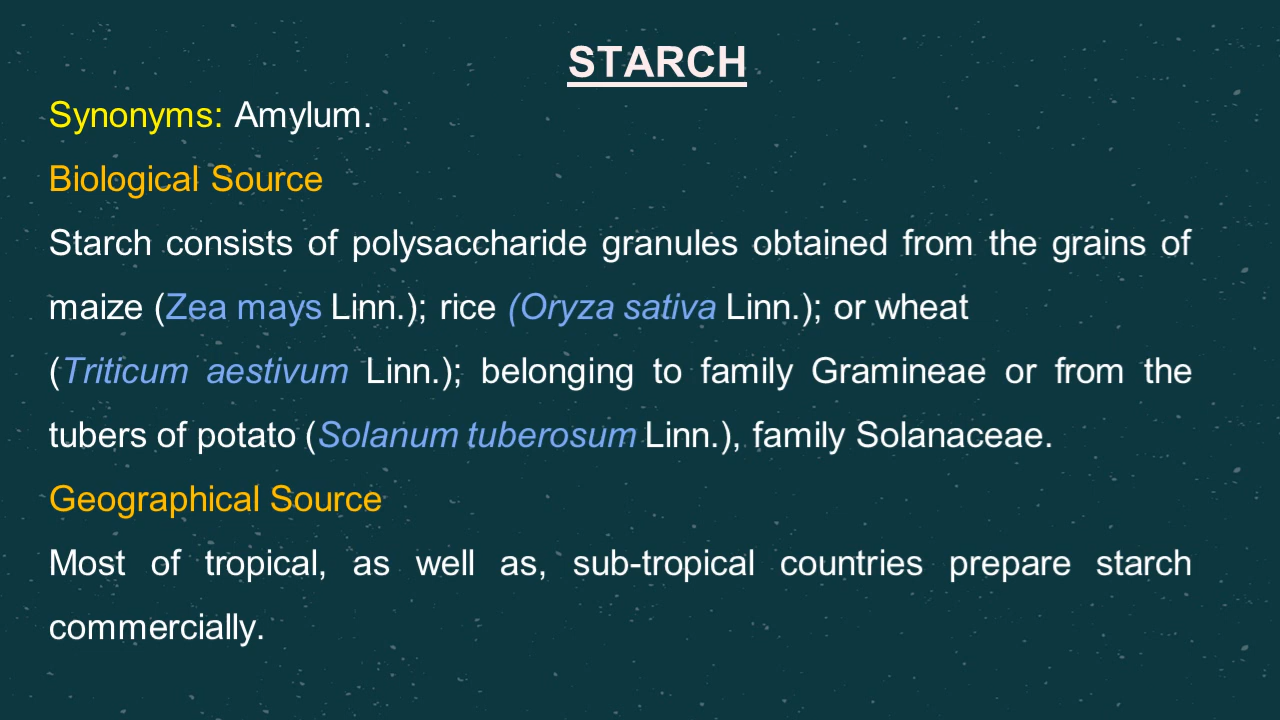 STARCH
Synonyms: Amylum.
Biological Source
Starch consists of polysaccharide granules obtained from the grains of
maize (Zea mays Linn.); rice (Oryza sativa Linn.); or wheat
(Triticum aestivum Linn.); belonging to family Gramineae or from the
tubers of potato (Solanum tuberosum Linn.), family Solanaceae.
Geographical Source
Most of tropical, as well as, sub-tropical countries prepare starch
commercially.